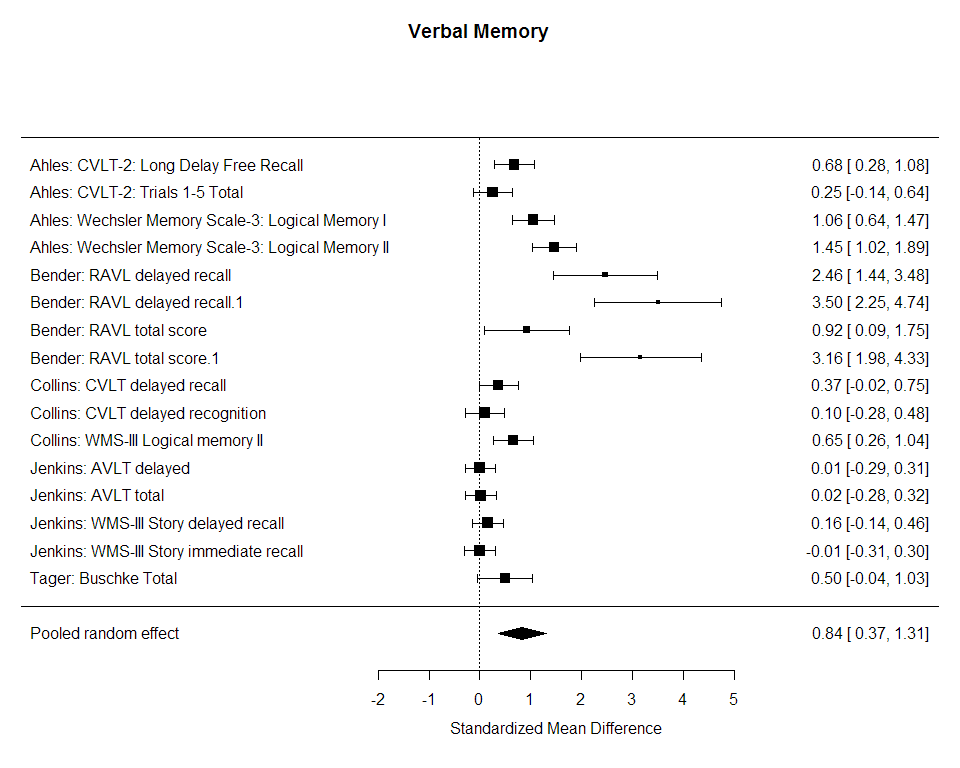 Verbal Memory
Ahles: CVLT-2: Long Delay Free Recall 0.68 [ 0.28, 1.08]
Ahles: CVLT-2: Trials 1-5 Total 0.25 [-0.14, 0.64]
Ahles: Wechsler Memory Scale-3: Logical Memory I 1.06 [ 0.64, 1.47]
Ahles: Wechsler Memory Scale-3: Logical Memory II 1.45 [ 1.02, 1.89]
Bender: RAVL delayed recall 2.46 [ 1.44, 3.48]
Bender: RAVL delayed recall.1 3.50 [ 2.25, 4.74]
Bender: RAVL total score 0.92 [ 0.09, 1.75]
Bender: RAVL total score.1 3.16 [ 1.98, 4.33]
Collins: CVLT delayed recall 0.37 [-0.02, 0.75]
Collins: CVLT delayed recognition 0.10 [-0.28, 0.48]
Collins: WMS-III Logical memory II 0.65 [ 0.26, 1.04]
Jenkins: AVLT delayed 0.01 [-0.29, 0.31]
Jenkins: AVLT total 0.02 [-0.28, 0.32]
Jenkins: WMS-III Story delayed recall 0.16 [-0.14, 0.46]
Jenkins: WMS-III Story immediate recall -0.01 [-0.31, 0.30]
Tager: Buschke Total 0.50 [-0.04, 1.03]
Pooled random effect 0.84 [ 0.37, 1.31]
-2 -1 0 1 2 3 4 5
Standardized Mean Difference